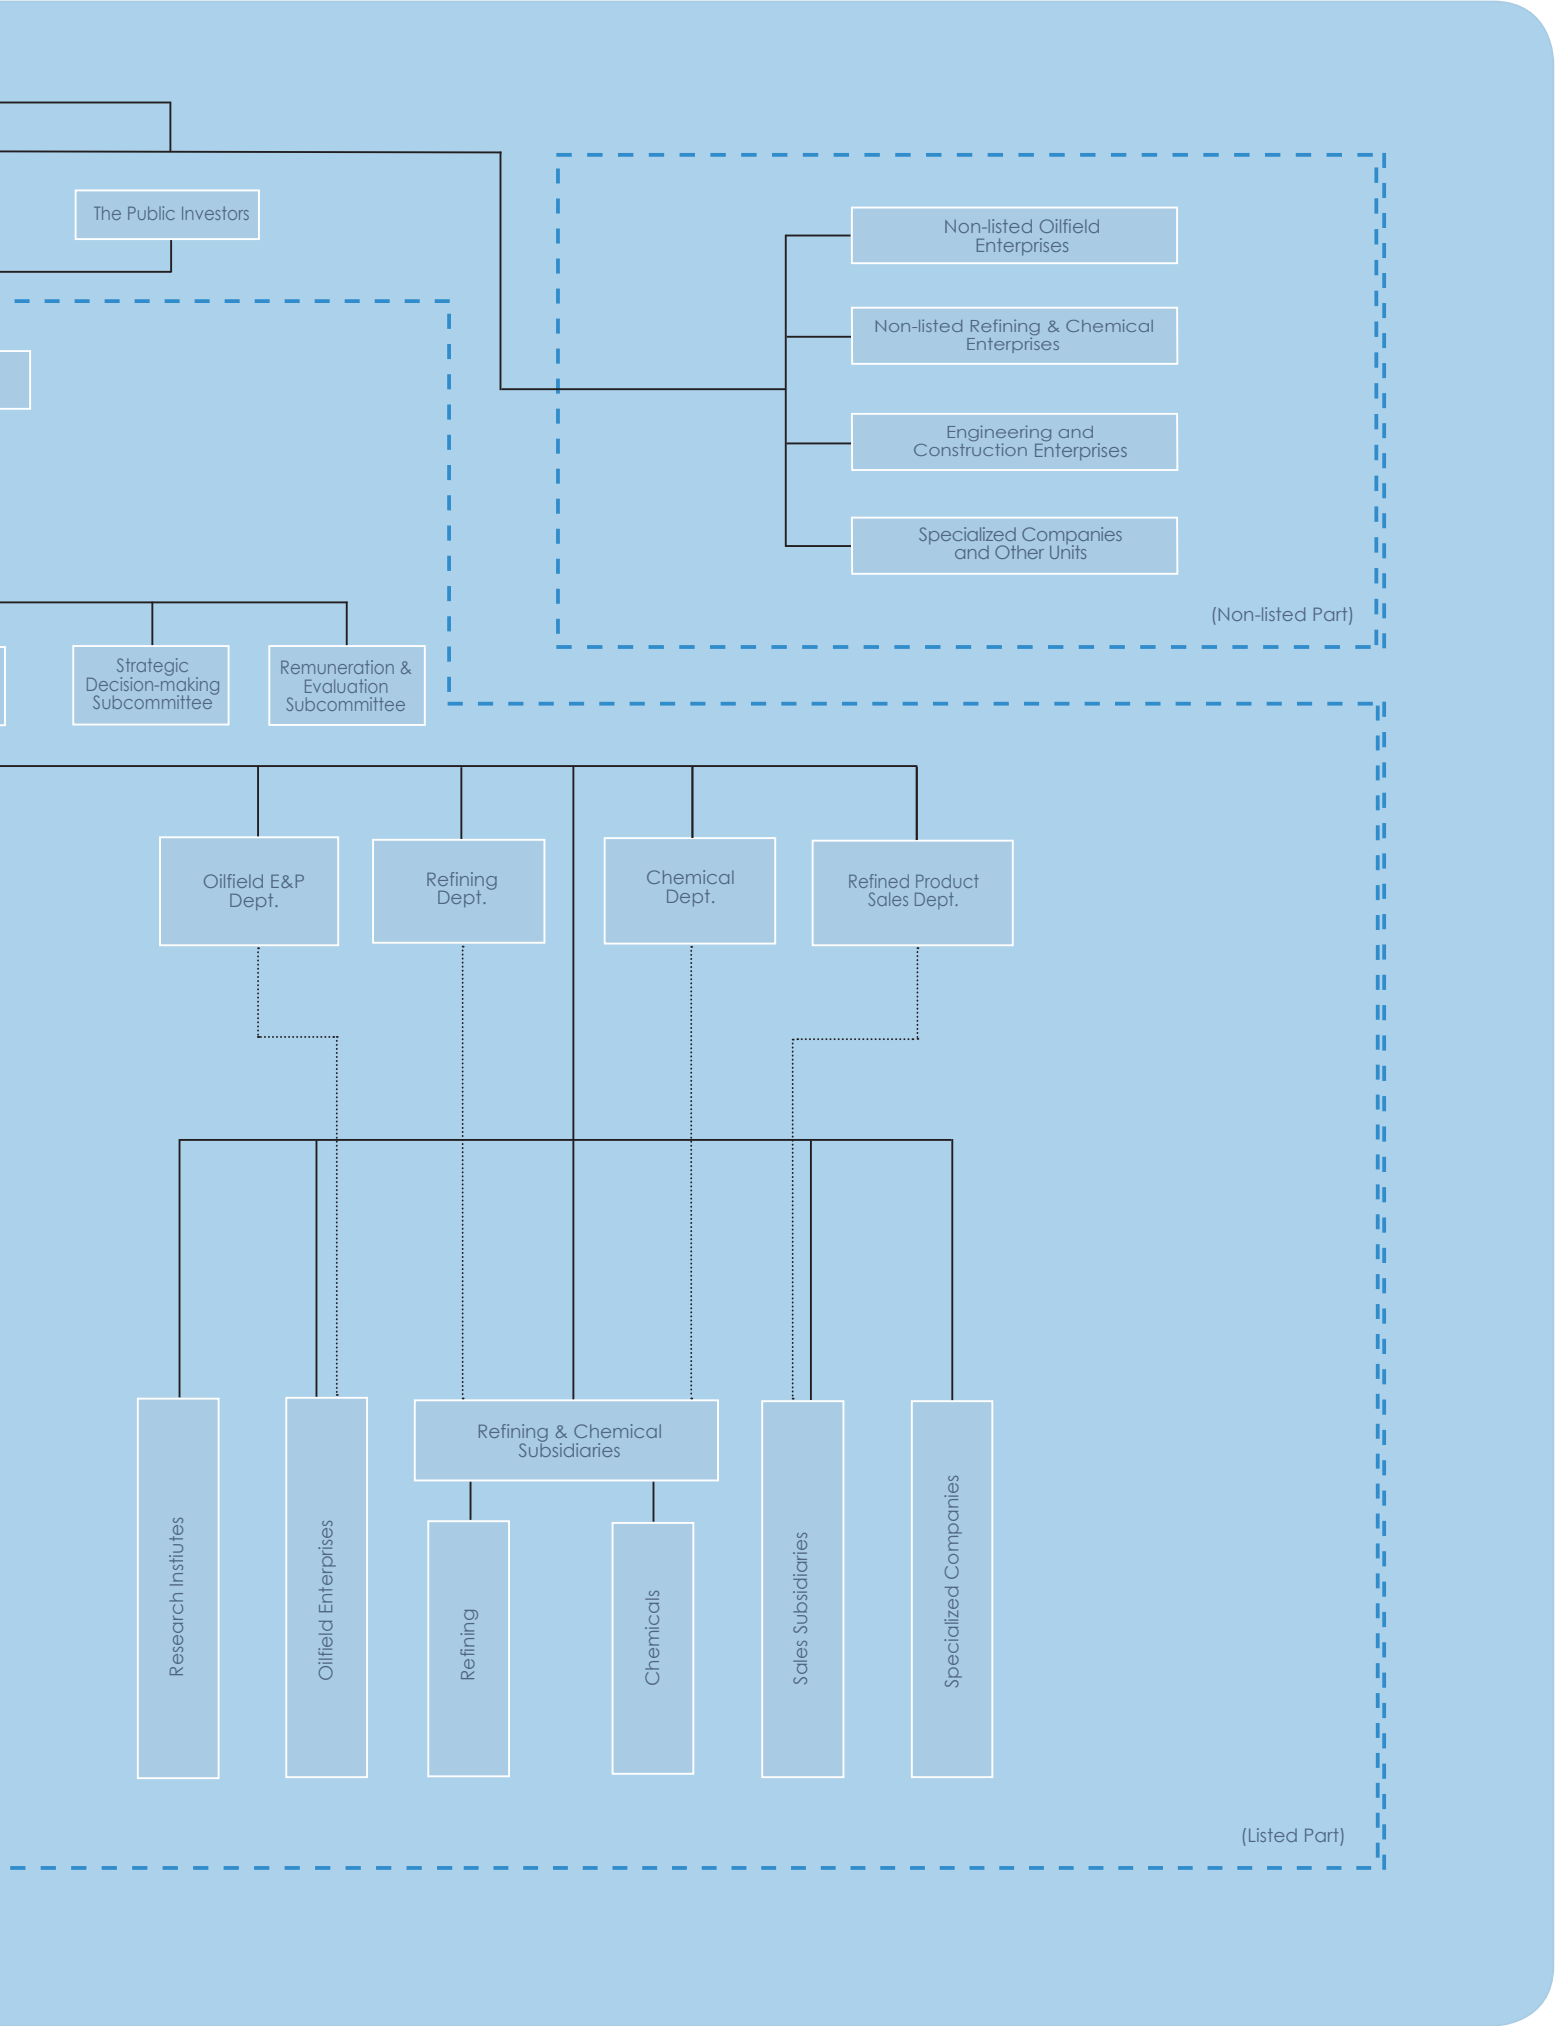 The Public Investors
Non-listed Oilfield
Enterprises
Non-listed Refining & Chemical
Enterprises
Engineering and
Construction Enterprises
Specialized Companies
and Other Units
(Non-listed Part)
Strategic
Decision-making
Subcommittee
Remuneration &
Evaluation
Subcommittee
Oilfield E&P
Dept.
Refining
Dept.
Chemical
Dept.
Refined Product
Sales Dept.
Refining & Chemical
Subsidiaries
Research Instiutes
Oilfield Enterprises
Refining
Chemicals
Sales Subsidiaries
Specialized Companies
(Listed Part)